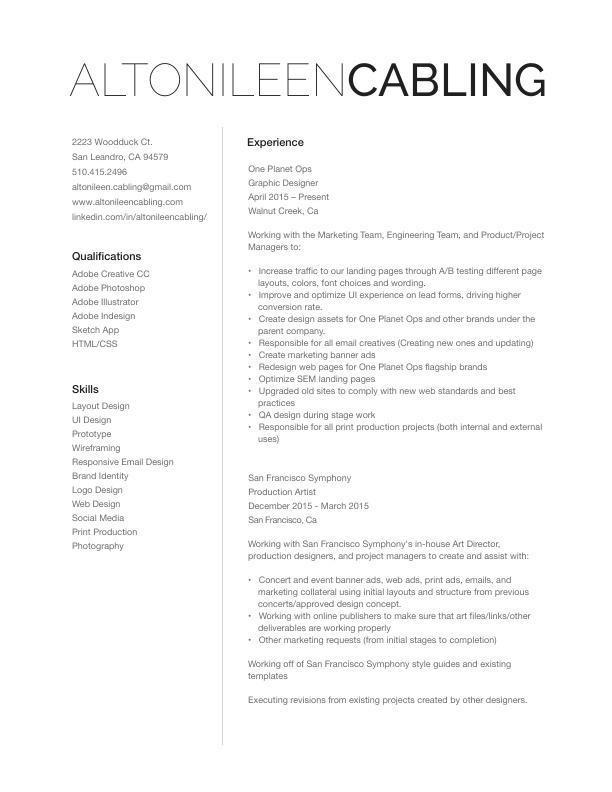 ALTONILEENCABLING
2223 Woodduck Ct.
San Leandro, CA 94579
510.415.2496
altonileen.cabling@gmail.com
www.altonileencabling.com
linkedin.com/in/altonileencabling/
Qualifications
Adobe Creative CC
Adobe Photoshop
Adobe Illustrator
Adobe Indesign
Sketch App
HTML/CSS
Skills
Layout Design
UI Design
Prototype
Wireframing
Responsive Email Design
Brand Identity
Logo Design
Web Design
Social Media
Print Production
Photography
Experience
One Planet Ops
Graphic Designer
April 2015 – Present
Walnut Creek, Ca
Working with the Marketing Team, Engineering Team, and Product/Project
Managers to:
• Increase traffic to our landing pages through A/B testing different page
layouts, colors, font choices and wording.
• Improve and optimize UI experience on lead forms, driving higher
conversion rate.
• Create design assets for One Planet Ops and other brands under the
parent company.
• Responsible for all email creatives (Creating new ones and updating)
• Create marketing banner ads
• Redesign web pages for One Planet Ops flagship brands
• Optimize SEM landing pages
• Upgraded old sites to comply with new web standards and best
practices
• QA design during stage work
• Responsible for all print production projects (both internal and external
uses)
San Francisco Symphony
Production Artist
December 2015 - March 2015
San Francisco, Ca
Working with San Francisco Symphony's in-house Art Director,
production designers, and project managers to create and assist with:
• Concert and event banner ads, web ads, print ads, emails, and
marketing collateral using initial layouts and structure from previous
concerts/approved design concept.
• Working with online publishers to make sure that art files/links/other
deliverables are working properly
• Other marketing requests (from initial stages to completion)
Working off of San Francisco Symphony style guides and existing
templates
Executing revisions from existing projects created by other designers.